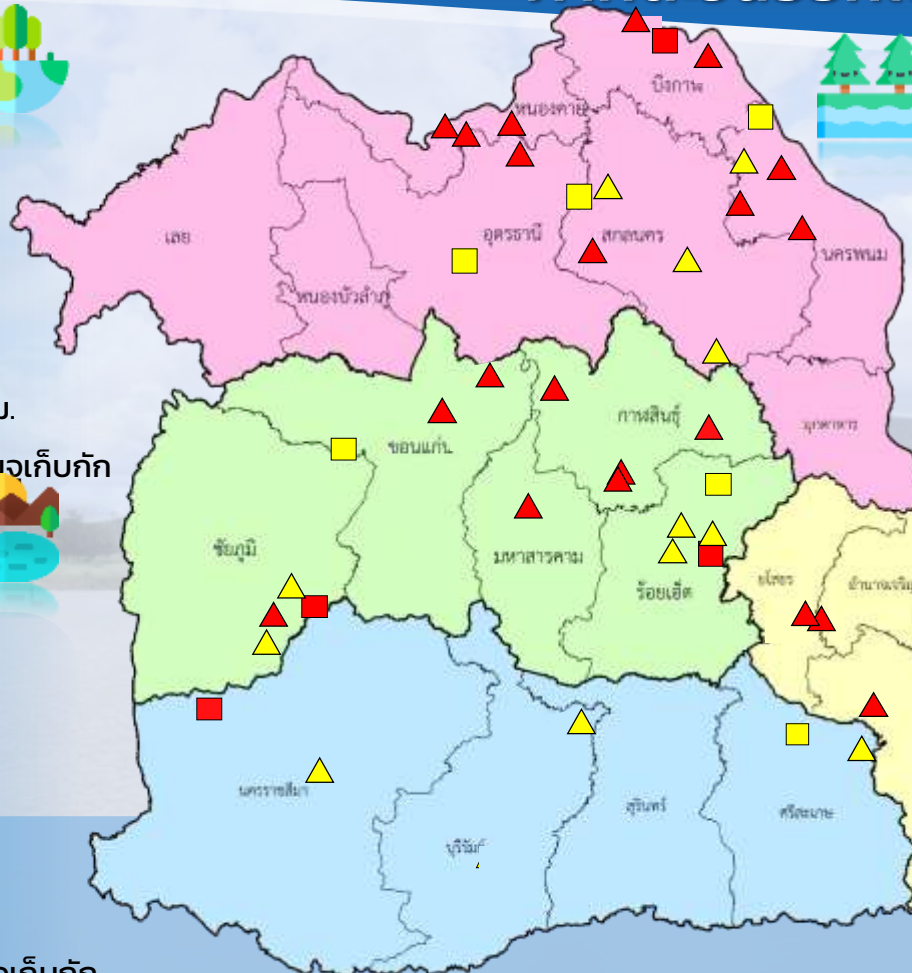 บึงกาฬ
หนองคาย
เลย
อุดรธานี
สกลนคร
นครพนม
หนองบัวลำภู
ม.
กาฬสินธุ์
มุกดาหาร
ขอนแก่น
จุเก็บกัก
ชัยภูมิ
มหาสารคาม
ร้อยเอ็ด
ยโสธร
อำนาจเจริญ
นครราชสีมา
สุรินทร์
ศรีสะเกษ
บุรีรัมย์